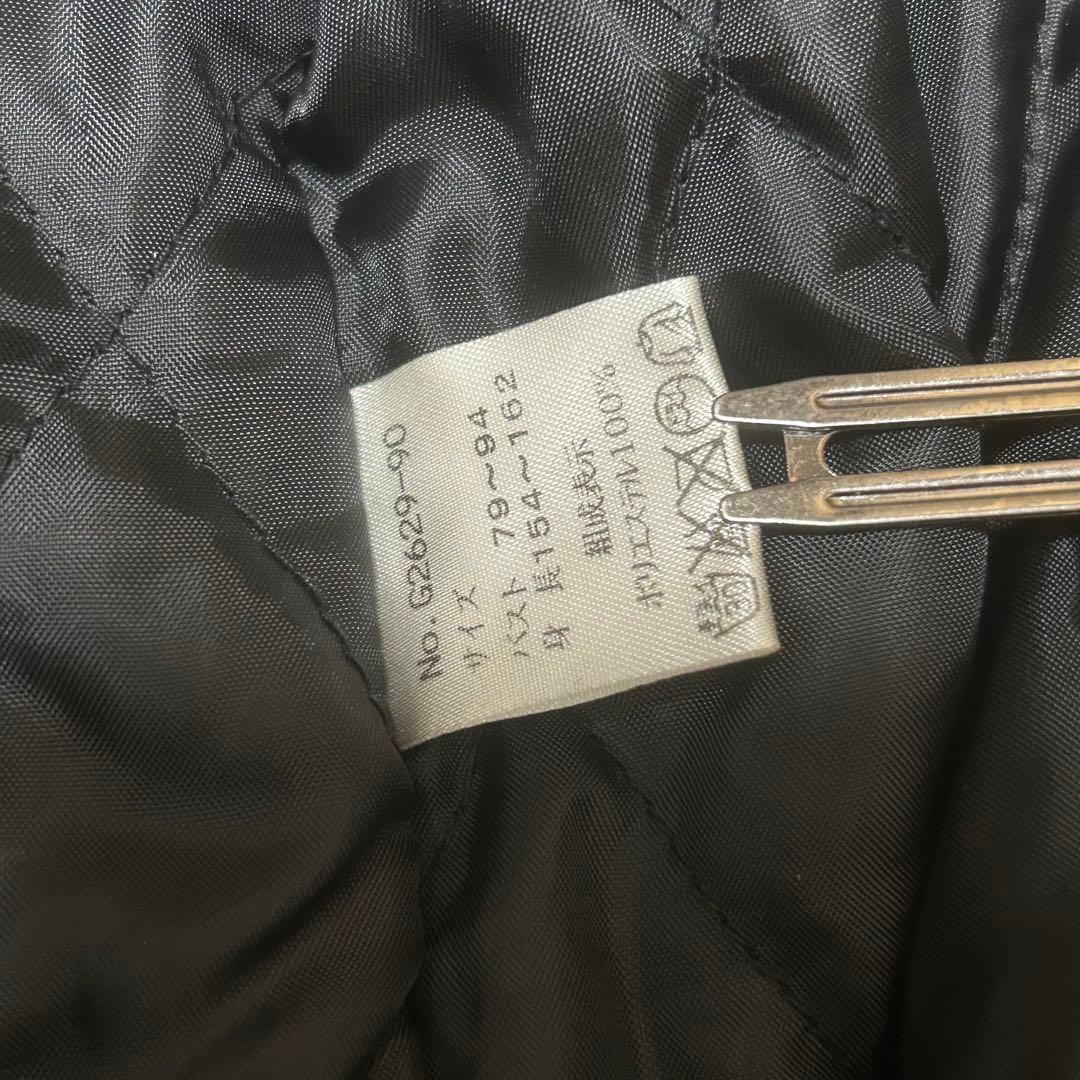 No. G2629-90
サイズ
バスト 79~94
身 長154~162
組成表示
ポリエステル100%